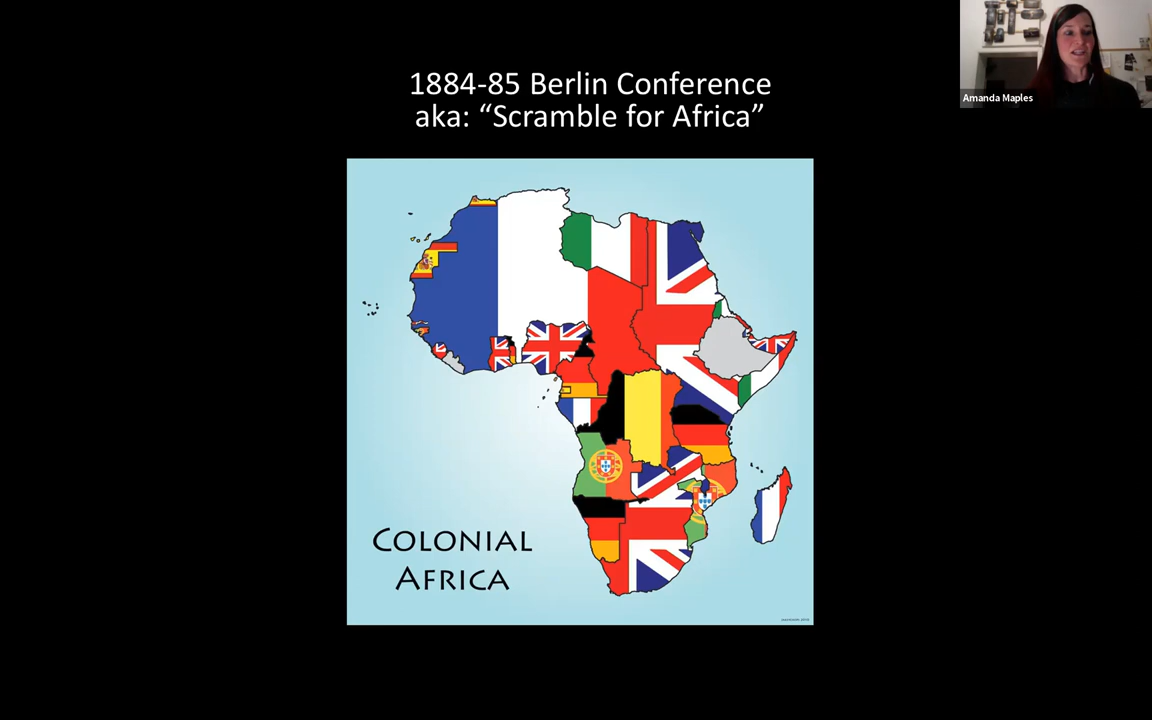 1884-85 Berlin Conference
aka: “Scramble for Africa”
Amanda Maples
COLONIAL
AFRICA